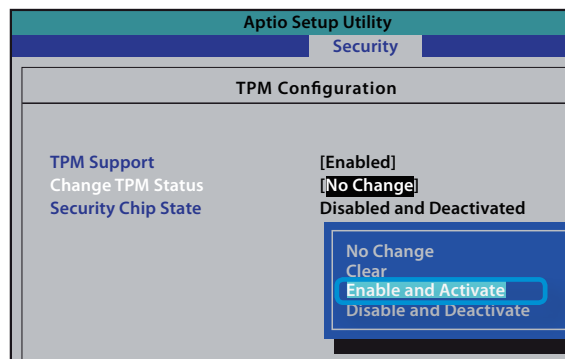 Aptio Setup Utility
Security
TPM Configuration
TPM Support [Enabled]
Change TPM Status [No Change]
Security Chip State Disabled and Deactivated
No Change
Clear
Enable and Activate
Disable and Deactivate